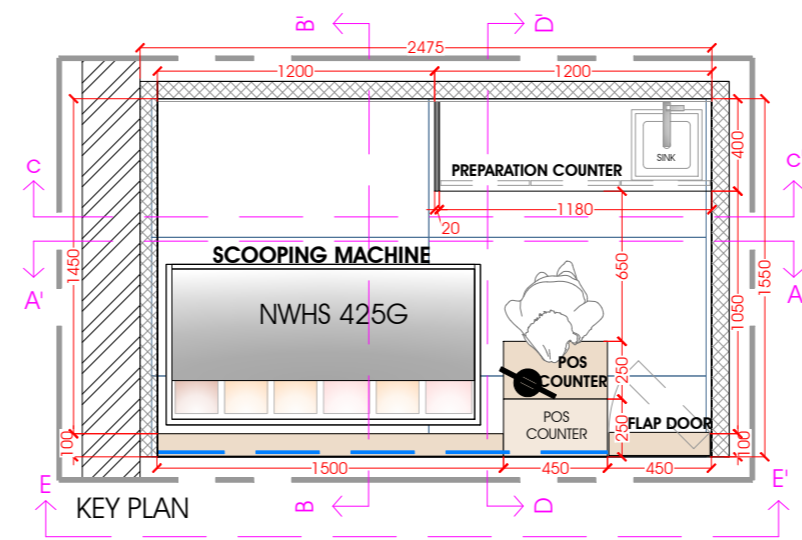 B' D'
2475
1200 1200
SINK
400
PREPARATION COUNTER
C C
1180
20
SCOOPING MACHINE
650
1450 1550
A' A
1050
NWHS 425G
POS
COUNTER
250
POS
COUNTER
FLAP DOOR
250
100 100
1500 450 450
E E'
KEY PLAN
B D